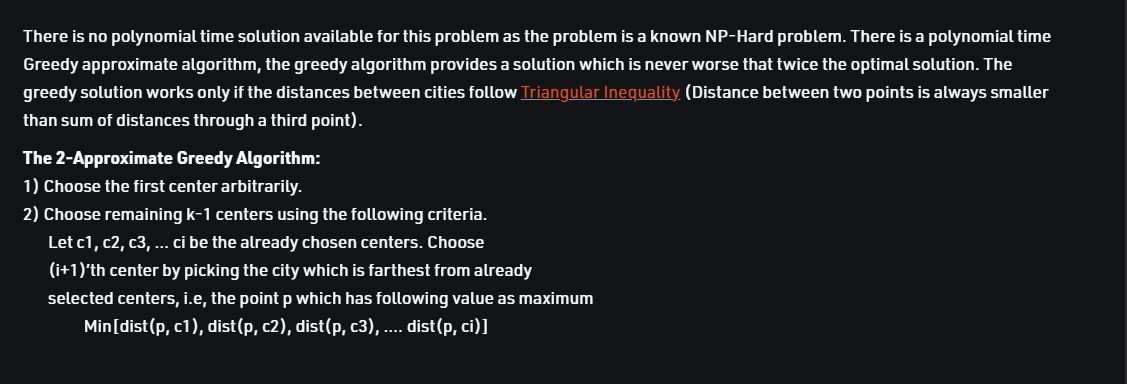 There is no polynomial time solution available for this problem as the problem is a known NP-Hard problem. There is a polynomial time
Greedy approximate algorithm, the greedy algorithm provides a solution which is never worse that twice the optimal solution. The
greedy solution works only if the distances between cities follow Triangular Inequality (Distance between two points is always smaller
than sum of distances through a third point).
The 2-Approximate Greedy Algorithm:
1) Choose the first center arbitrarily.
2) Choose remaining k-1 centers using the following criteria.
Let c1, c2, c3, ... ci be the already chosen centers. Choose
(i+1)'th center by picking the city which is farthest from already
selected centers, i.e, the point p which has following value as maximum
Min[dist(p, c1), dist(p, c2), dist(p, c3), .... dist(p, ci)]